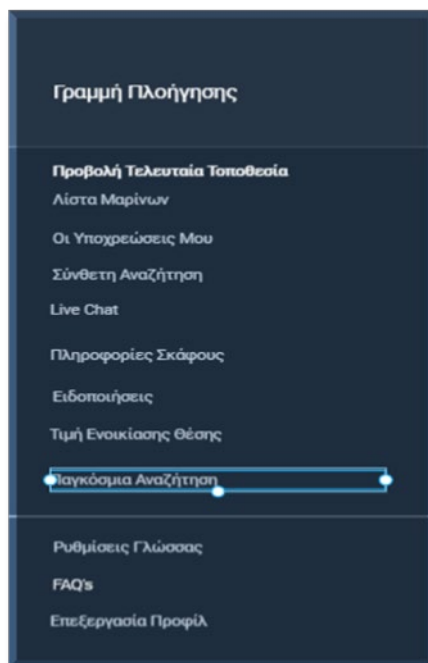 Γραμμή Πλοήγησης
Προβολή Τελευταία Τοποθεσία
Λίστα Μαρίνων
Οι Υποχρεώσεις Μου
Σύνθετη Αναζήτηση
Live Chat
Πληροφορίες Σκάφους
Ειδοποιήσεις
Τιμή Ενοικίασης Θέσης
Παγκόσμια Αναζήτηση
Ρυθμίσεις Γλώσσας
FAQ's
Επεξεργασία Προφίλ